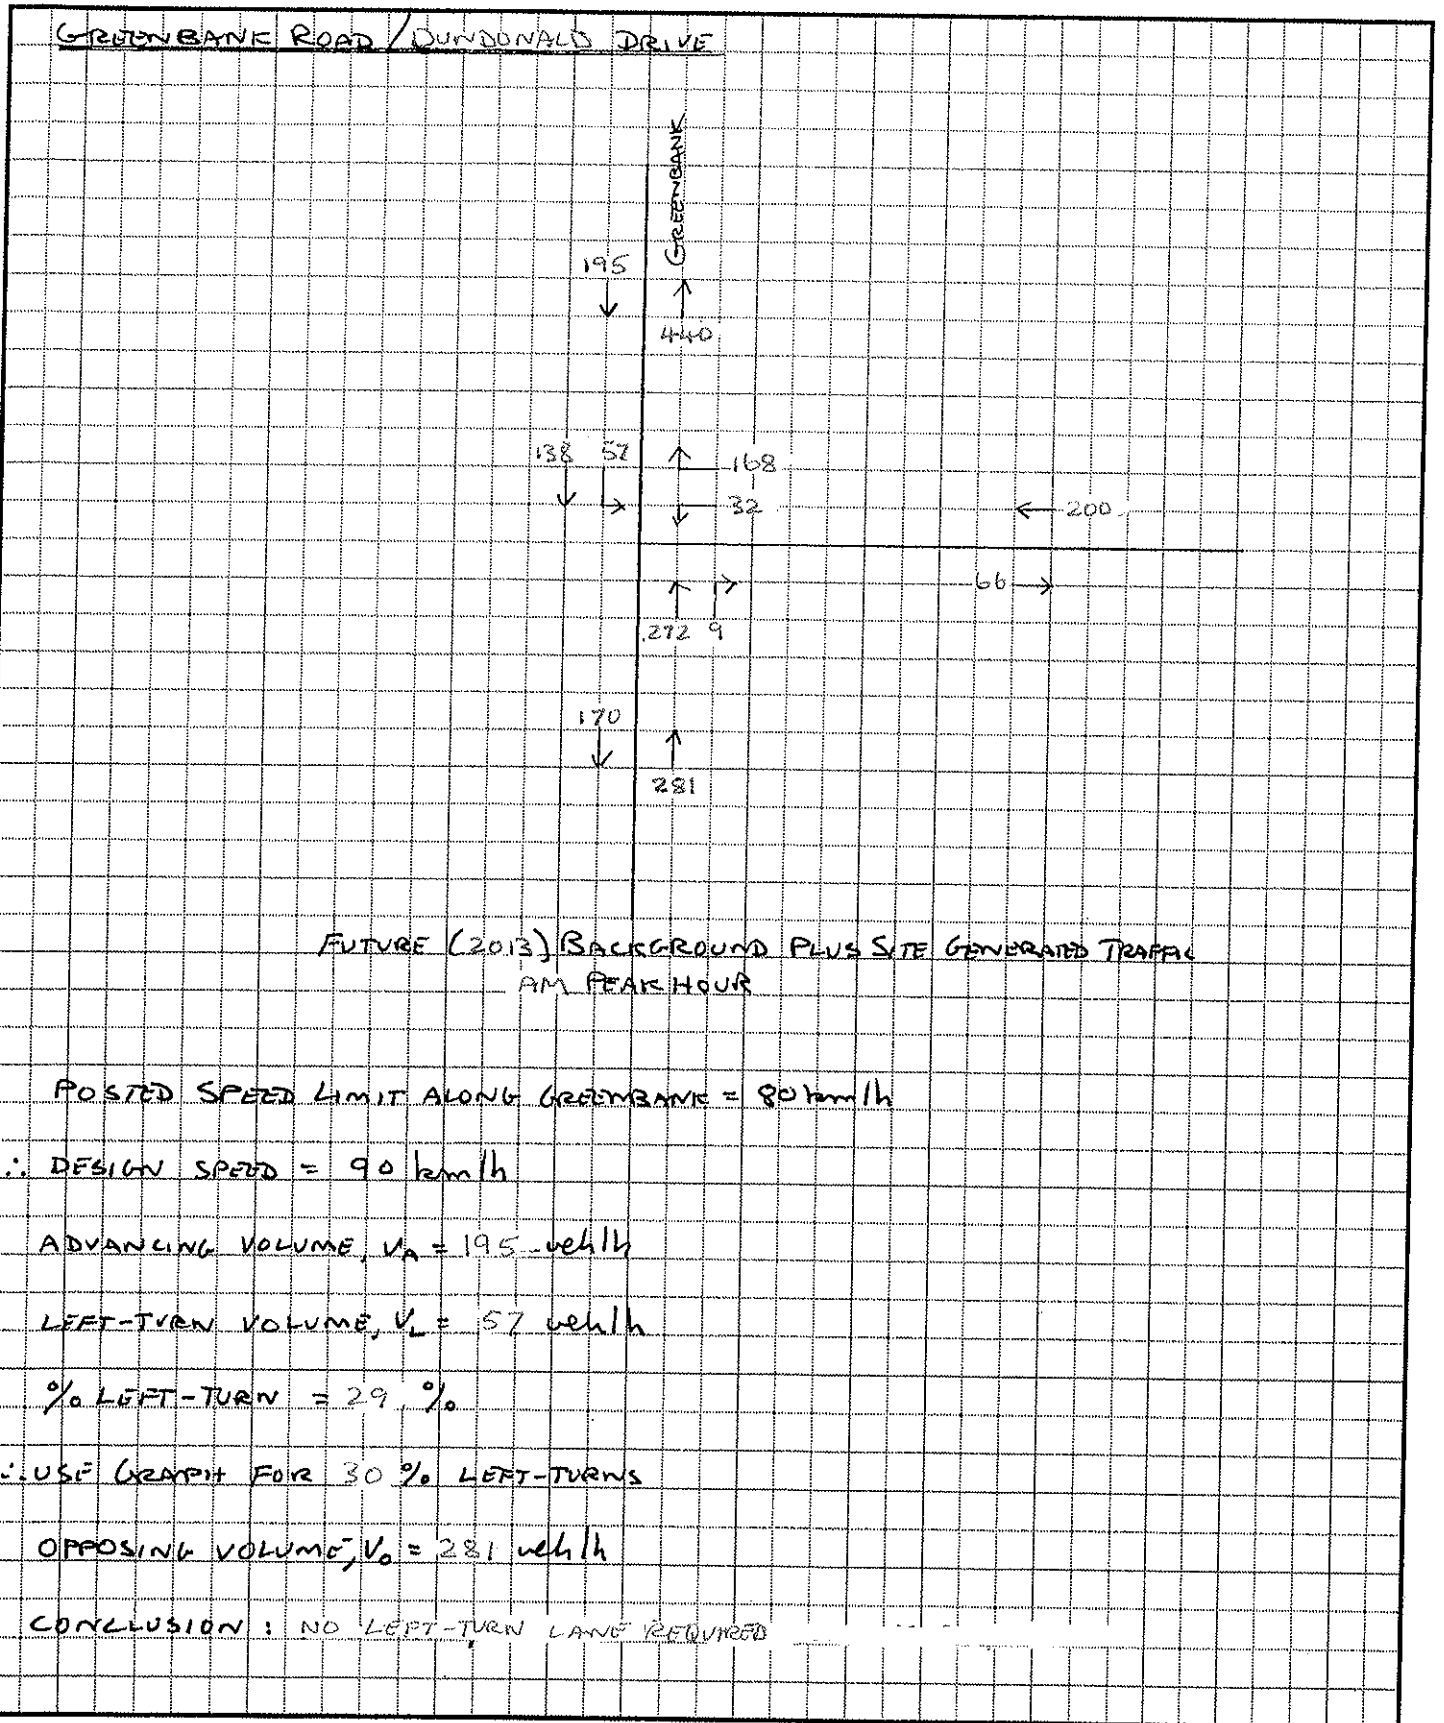 GREENBANK ROAD / DUNDONALD DRIVE
GREENBANK
195
440
138 57
168
32
200
66
272 9
170
281
FUTURE (2013) BACKGROUND PLUS SITE GENERATED TRAFFIC
AM PEAK HOUR
POSTED SPEED LIMIT ALONG GREENBANK = 80 km/h
∴ DESIGN SPEED = 90 km/h
ADVANCING VOLUME, VA = 195 veh/h
LEFT-TURN VOLUME, VL = 57 veh/h
% LEFT-TURN = 29 %
∴ USE GRAPH FOR 30 % LEFT-TURNS
OPPOSING VOLUME, Vo = 281 veh/h
CONCLUSION : NO LEFT-TURN LANE REQUIRED